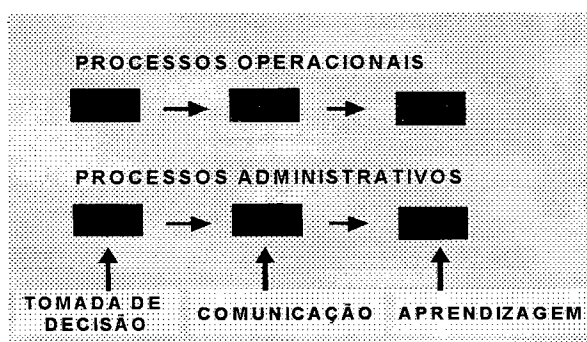 PROCESSOS OPERACIONAIS
PROCESSOS ADMINISTRATIVOS
TOMADA DE
DECISÃO
COMUNICAÇÃO
APRENDIZAGEM